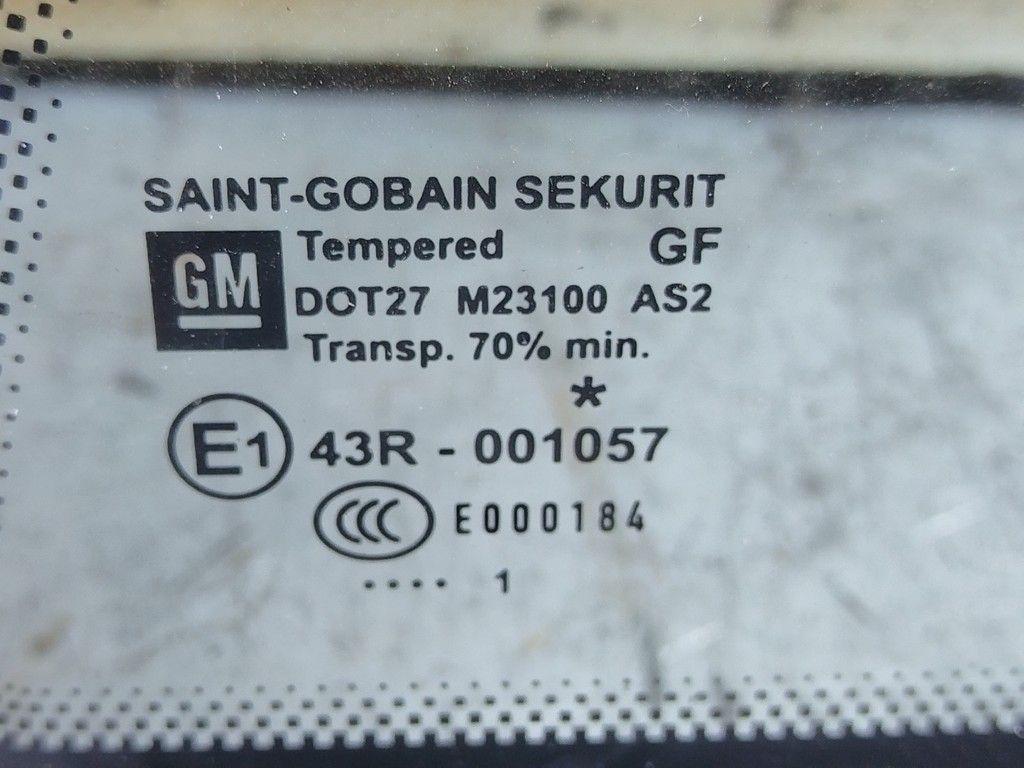 SAINT-GOBAIN SEKURIT
GM
Tempered GF
DOT27 M23100 AS2
Transp. 70% min.
*
E1 43R - 001057
CCC E000184
.... 1